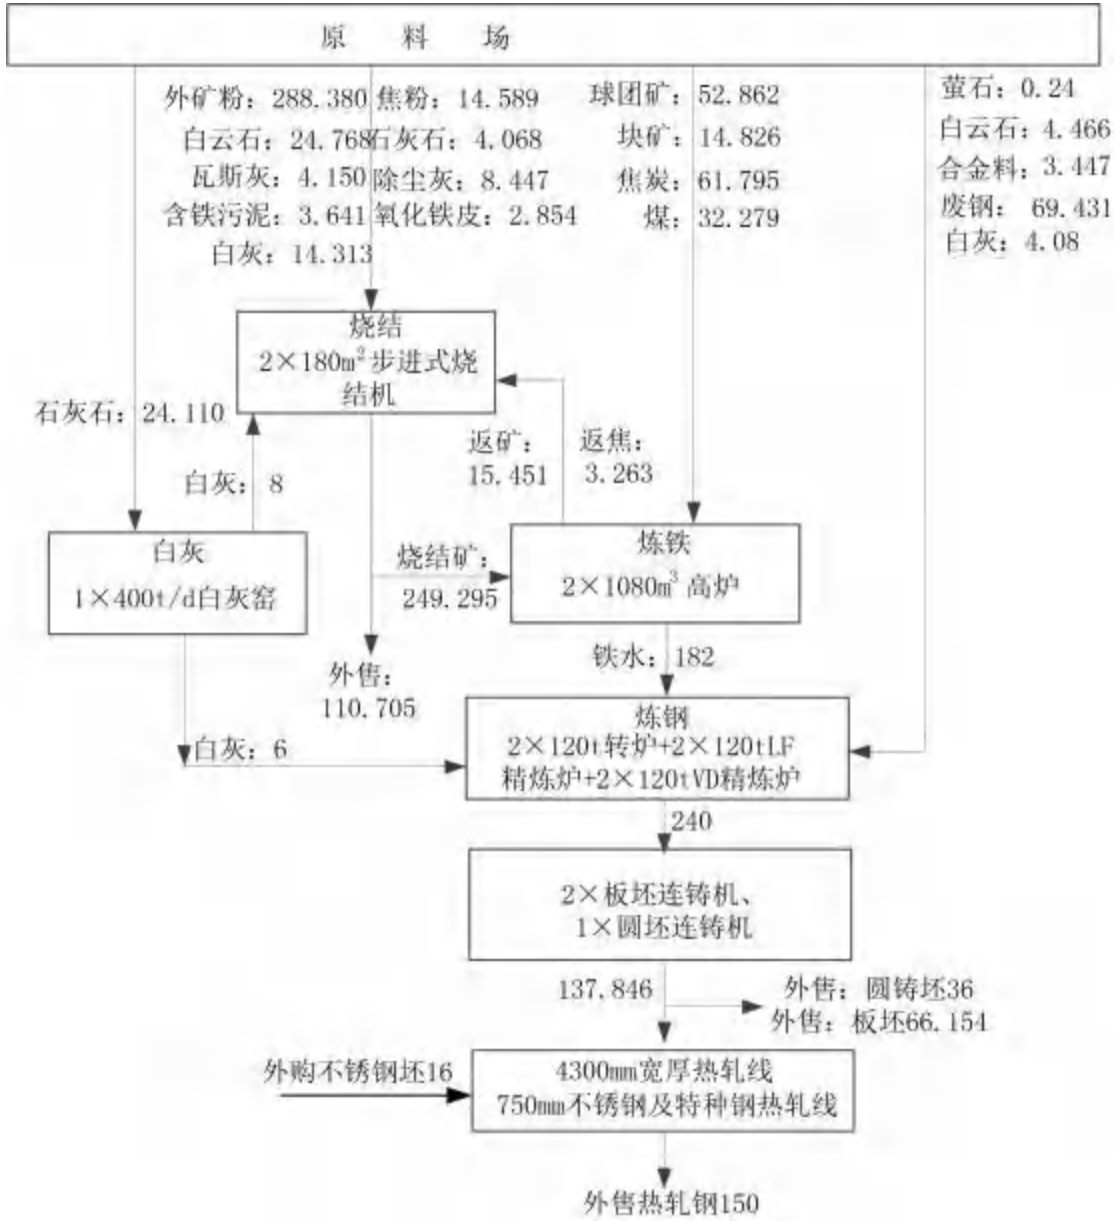 原 料 场
外矿粉：288.380 焦粉：14.589
白云石：24.768 石灰石：4.068
瓦斯灰：4.150 除尘灰：8.447
含铁污泥：3.641 氧化铁皮：2.854
白灰：14.313
球团矿：52.862
块矿：14.826
焦炭：61.795
煤：32.279
萤石：0.24
白云石：4.466
合金料：3.447
废钢：69.431
白灰：4.08
烧结
2×180m²步进式烧
结机
石灰石：24.110
白灰：8
返矿：
15.451
返焦：
3.263
白灰
1×400t/d白灰窑
烧结矿：
249.295
炼铁
2×1080m³高炉
外售：
110.705
铁水：182
白灰：6
炼钢
2×120t转炉+2×120tLF
精炼炉+2×120tVD精炼炉
240
2×板坯连铸机、
1×圆坯连铸机
137.846
外售：圆铸坯36
外售：板坯66.154
外购不锈钢坯16
4300mm宽厚热轧线
750mm不锈钢及特种钢热轧线
外售热轧钢150